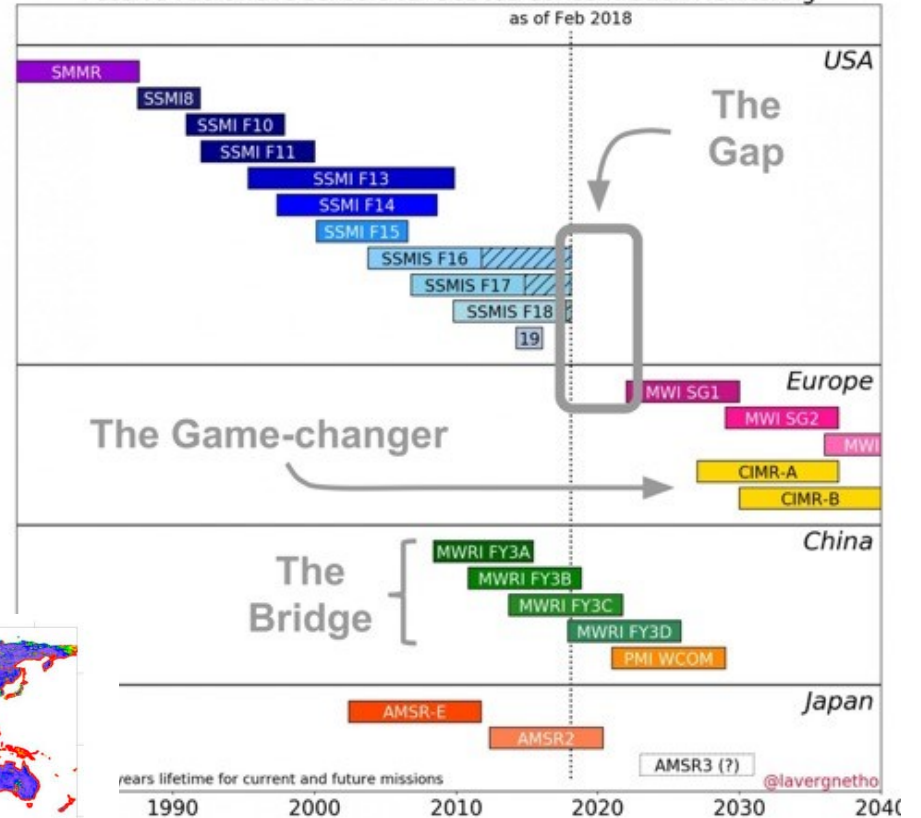 as of Feb 2018
USA
SMMR
SSMI8
SSMI F10
SSMI F11
SSMI F13
SSMI F14
SSMI F15
SSMIS F16
SSMIS F17
SSMIS F18
19
The
Gap
Europe
MWI SG1
MWI SG2
MWI
CIMR-A
CIMR-B
The Game-changer
China
MWRI FY3A
MWRI FY3B
MWRI FY3C
MWRI FY3D
PMI WCOM
The
Bridge
Japan
AMSR-E
AMSR2
AMSR3 (?)
years lifetime for current and future missions
@lavergnetho
1990 2000 2010 2020 2030 2040